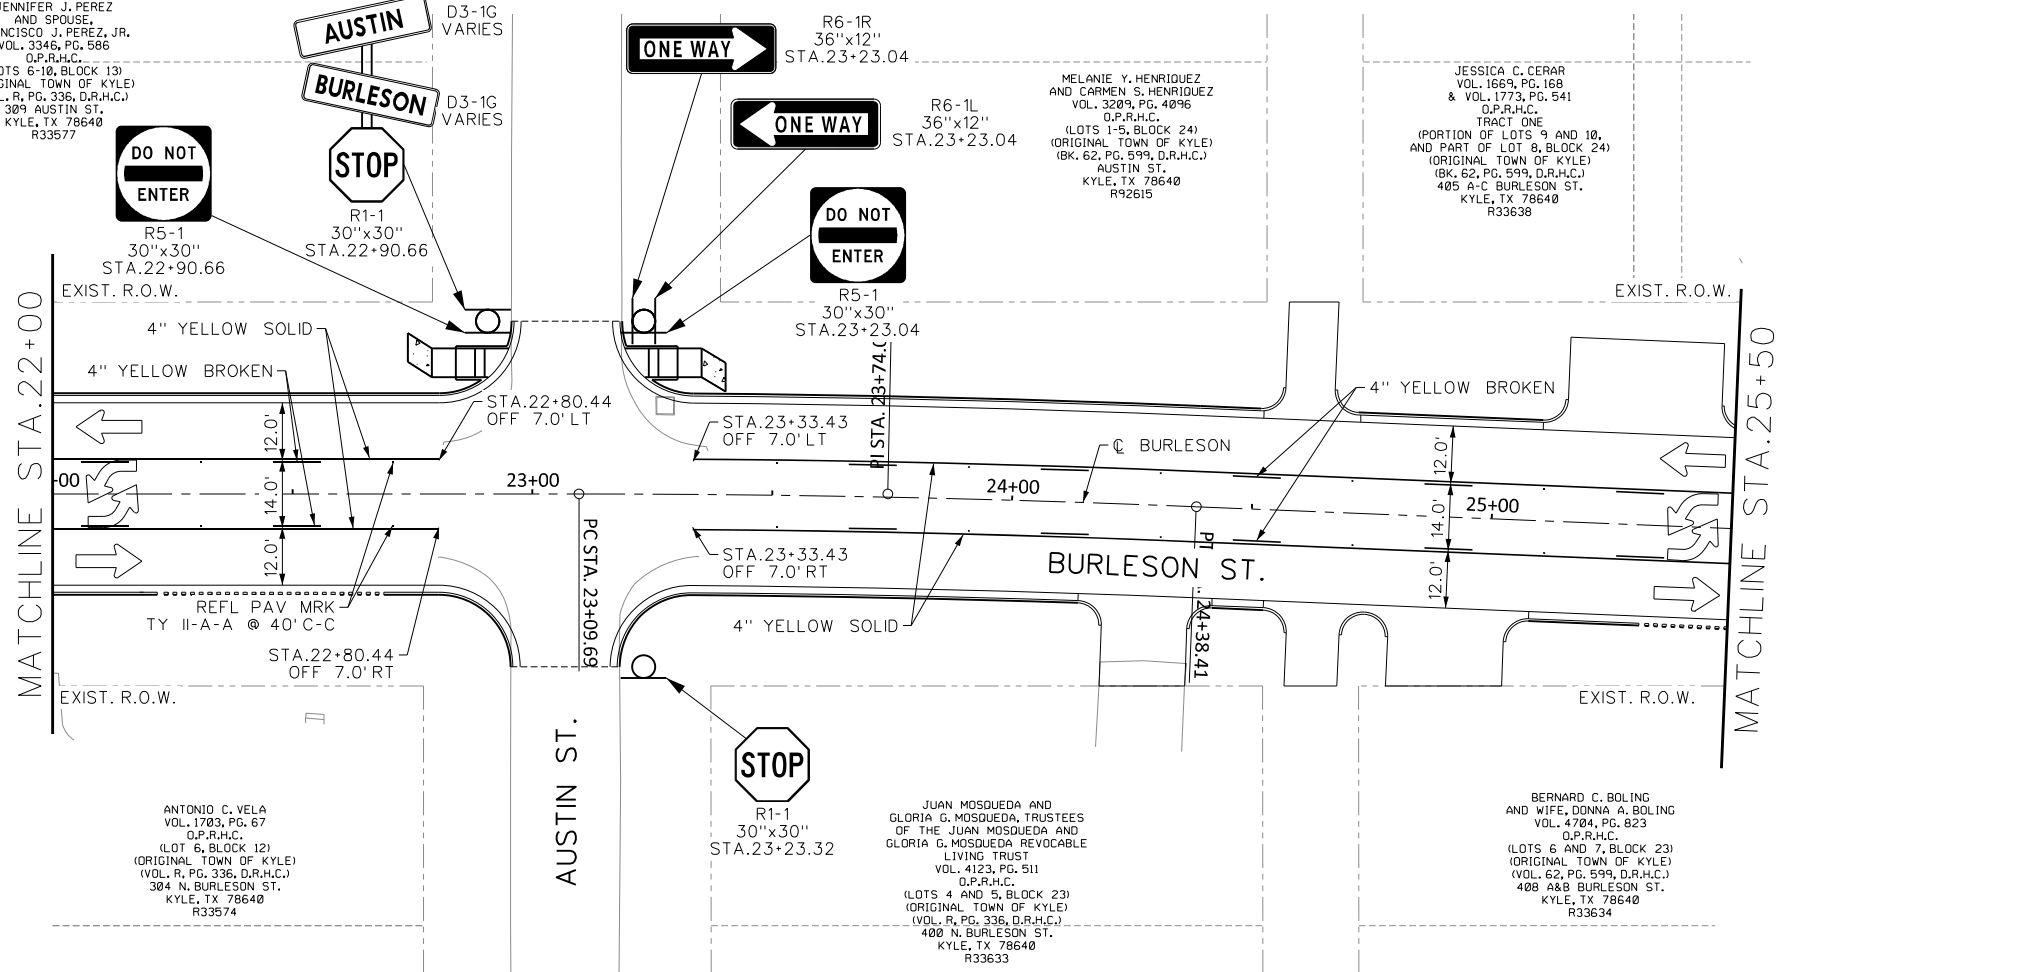 JENNIFER J. PEREZ
AND SPOUSE,
NCISCO J. PEREZ, JR.
VOL. 3346, PG. 586
O.P.R.H.C.
OTS 6-10, BLOCK 13)
GINAL TOWN OF KYLE)
L. R, PG. 336, D.R.H.C.)
309 AUSTIN ST.
KYLE, TX 78640
R33577
AUSTIN
D3-1G
VARIES
BURLESON
D3-1G
VARIES
STOP
R1-1
30"x30"
STA.22+90.66
DO NOT
ENTER
R5-1
30"x30"
STA.22+90.66
ONE WAY
R6-1R
36"x12"
STA.23+23.04
ONE WAY
R6-1L
36"x12"
STA.23+23.04
DO NOT
ENTER
R5-1
30"x30"
STA.23+23.04
MELANIE Y. HENRIQUEZ
AND CARMEN S. HENRIQUEZ
VOL. 3209, PG. 4096
O.P.R.H.C.
(LOTS 1-5, BLOCK 24)
(ORIGINAL TOWN OF KYLE)
(BK. 62, PG. 599, D.R.H.C.)
AUSTIN ST.
KYLE, TX 78640
R92615
JESSICA C. CERAR
VOL. 1669, PG. 168
& VOL. 1773, PG. 541
O.P.R.H.C.
TRACT ONE
(PORTION OF LOTS 9 AND 10,
AND PART OF LOT 8, BLOCK 24)
(ORIGINAL TOWN OF KYLE)
(BK. 62, PG. 599, D.R.H.C.)
405 A-C BURLESON ST.
KYLE, TX 78640
R33638
EXIST. R.O.W.
EXIST. R.O.W.
MATCHLINE STA.22+00
MATCHLINE STA.25+50
4" YELLOW SOLID
4" YELLOW BROKEN
STA.22+80.44
OFF 7.0' LT
STA.23+33.43
OFF 7.0' LT
PI STA. 23+74.
℄ BURLESON
4" YELLOW BROKEN
12.0'
14.0'
12.0'
12.0'
14.0'
12.0'
-00
23+00
24+00
25+00
PC STA. 23+09.69
PT
24+38.41
STA.23+33.43
OFF 7.0' RT
BURLESON ST.
REFL PAV MRK
TY II-A-A @ 40' C-C
4" YELLOW SOLID
STA.22+80.44
OFF 7.0' RT
EXIST. R.O.W.
EXIST. R.O.W.
AUSTIN ST.
STOP
R1-1
30"x30"
STA.23+23.32
ANTONIO C. VELA
VOL. 1703, PG. 67
O.P.R.H.C.
(LOT 6, BLOCK 12)
(ORIGINAL TOWN OF KYLE)
(VOL. R, PG. 336, D.R.H.C.)
304 N. BURLESON ST.
KYLE, TX 78640
R33574
JUAN MOSQUEDA AND
GLORIA G. MOSQUEDA, TRUSTEES
OF THE JUAN MOSQUEDA AND
GLORIA G. MOSQUEDA REVOCABLE
LIVING TRUST
VOL. 4123, PG. 511
O.P.R.H.C.
(LOTS 4 AND 5, BLOCK 23)
(ORIGINAL TOWN OF KYLE)
(VOL. R, PG. 336, D.R.H.C.)
400 N. BURLESON ST.
KYLE, TX 78640
R33633
BERNARD C. BOLING
AND WIFE, DONNA A. BOLING
VOL. 4704, PG. 823
O.P.R.H.C.
(LOTS 6 AND 7, BLOCK 23)
(ORIGINAL TOWN OF KYLE)
(VOL. 62, PG. 599, D.R.H.C.)
408 A&B BURLESON ST.
KYLE, TX 78640
R33634